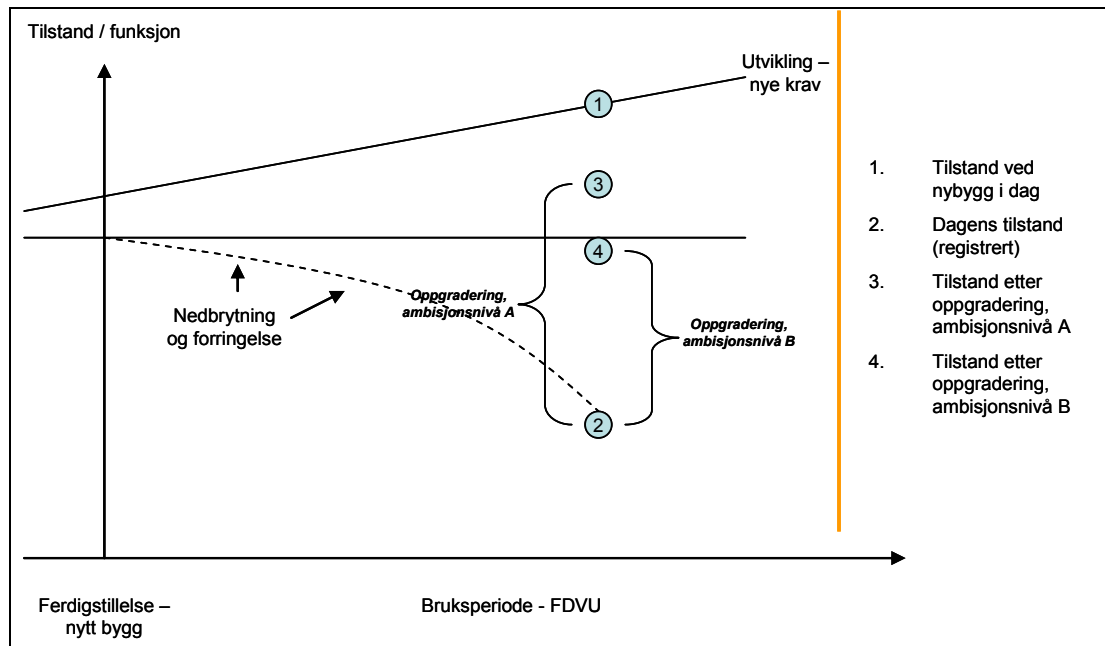 Tilstand / funksjon
Utvikling –
nye krav
1
3
4
2
Nedbrytning
og forringelse
Oppgradering,
ambisjonsnivå A
Oppgradering,
ambisjonsnivå B
Ferdigstillelse –
nytt bygg
Bruksperiode - FDVU
1. Tilstand ved
nybygg i dag
2. Dagens tilstand
(registrert)
3. Tilstand etter
oppgradering,
ambisjonsnivå A
4. Tilstand etter
oppgradering,
ambisjonsnivå B